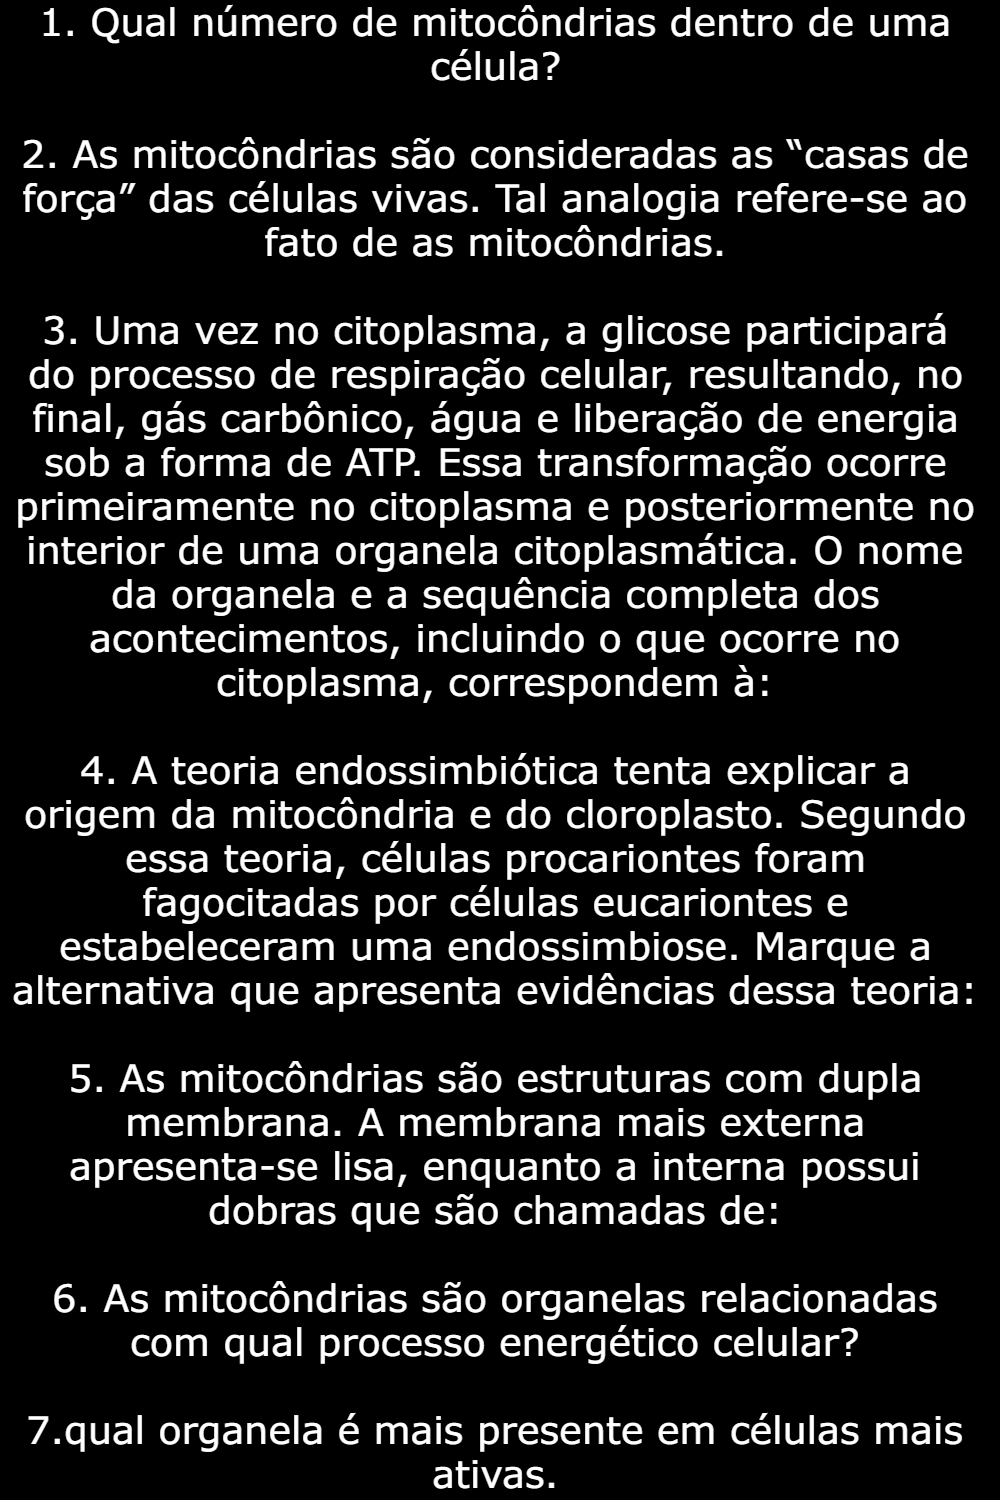 1. Qual número de mitocôndrias dentro de uma
célula?
2. As mitocôndrias são consideradas as “casas de
força” das células vivas. Tal analogia refere-se ao
fato de as mitocôndrias.
3. Uma vez no citoplasma, a glicose participará
do processo de respiração celular, resultando, no
final, gás carbônico, água e liberação de energia
sob a forma de ATP. Essa transformação ocorre
primeiramente no citoplasma e posteriormente no
interior de uma organela citoplasmática. O nome
da organela e a sequência completa dos
acontecimentos, incluindo o que ocorre no
citoplasma, correspondem à:
4. A teoria endossimbiótica tenta explicar a
origem da mitocôndria e do cloroplasto. Segundo
essa teoria, células procariontes foram
fagocitadas por células eucariontes e
estabeleceram uma endossimbiose. Marque a
alternativa que apresenta evidências dessa teoria:
5. As mitocôndrias são estruturas com dupla
membrana. A membrana mais externa
apresenta-se lisa, enquanto a interna possui
dobras que são chamadas de:
6. As mitocôndrias são organelas relacionadas
com qual processo energético celular?
7.qual organela é mais presente em células mais
ativas.